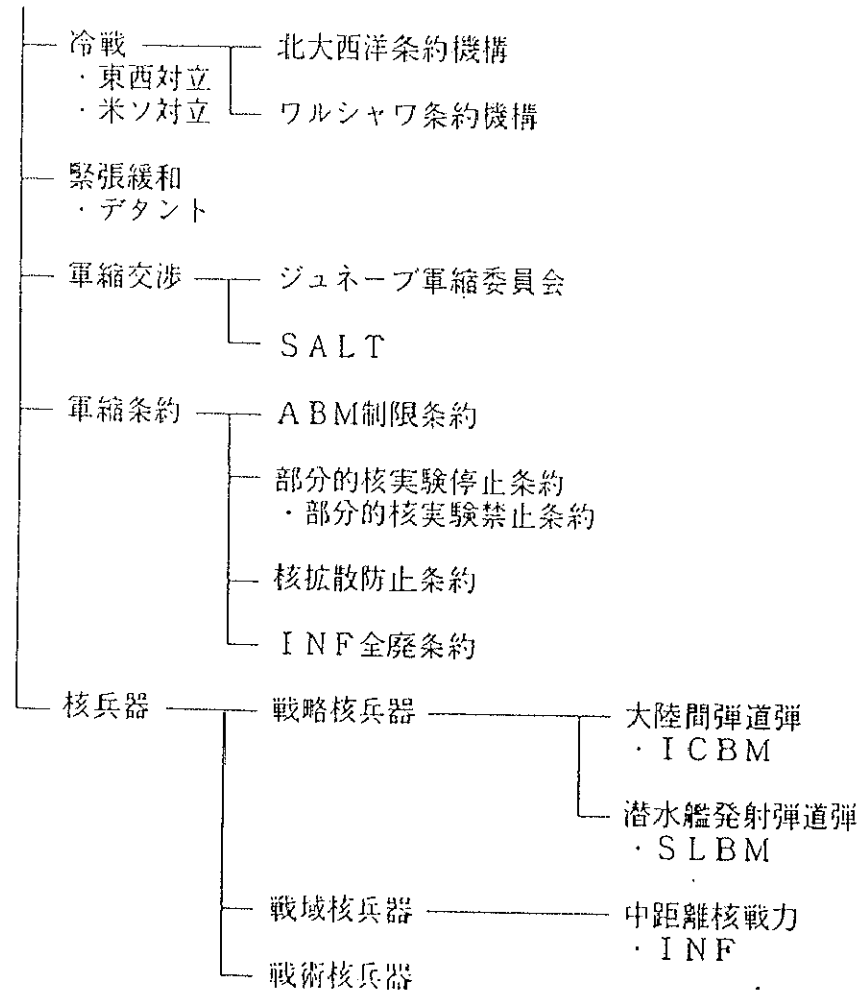 冷戦
・東西対立
・米ソ対立
北大西洋条約機構
ワルシャワ条約機構
緊張緩和
・デタント
軍縮交渉
ジュネーブ軍縮委員会
SALT
軍縮条約
ABM制限条約
部分的核実験停止条約
・部分的核実験禁止条約
核拡散防止条約
INF全廃条約
核兵器
戦略核兵器
大陸間弾道弾
・ICBM
潜水艦発射弾道弾
・SLBM
戦域核兵器
中距離核戦力
・INF
戦術核兵器